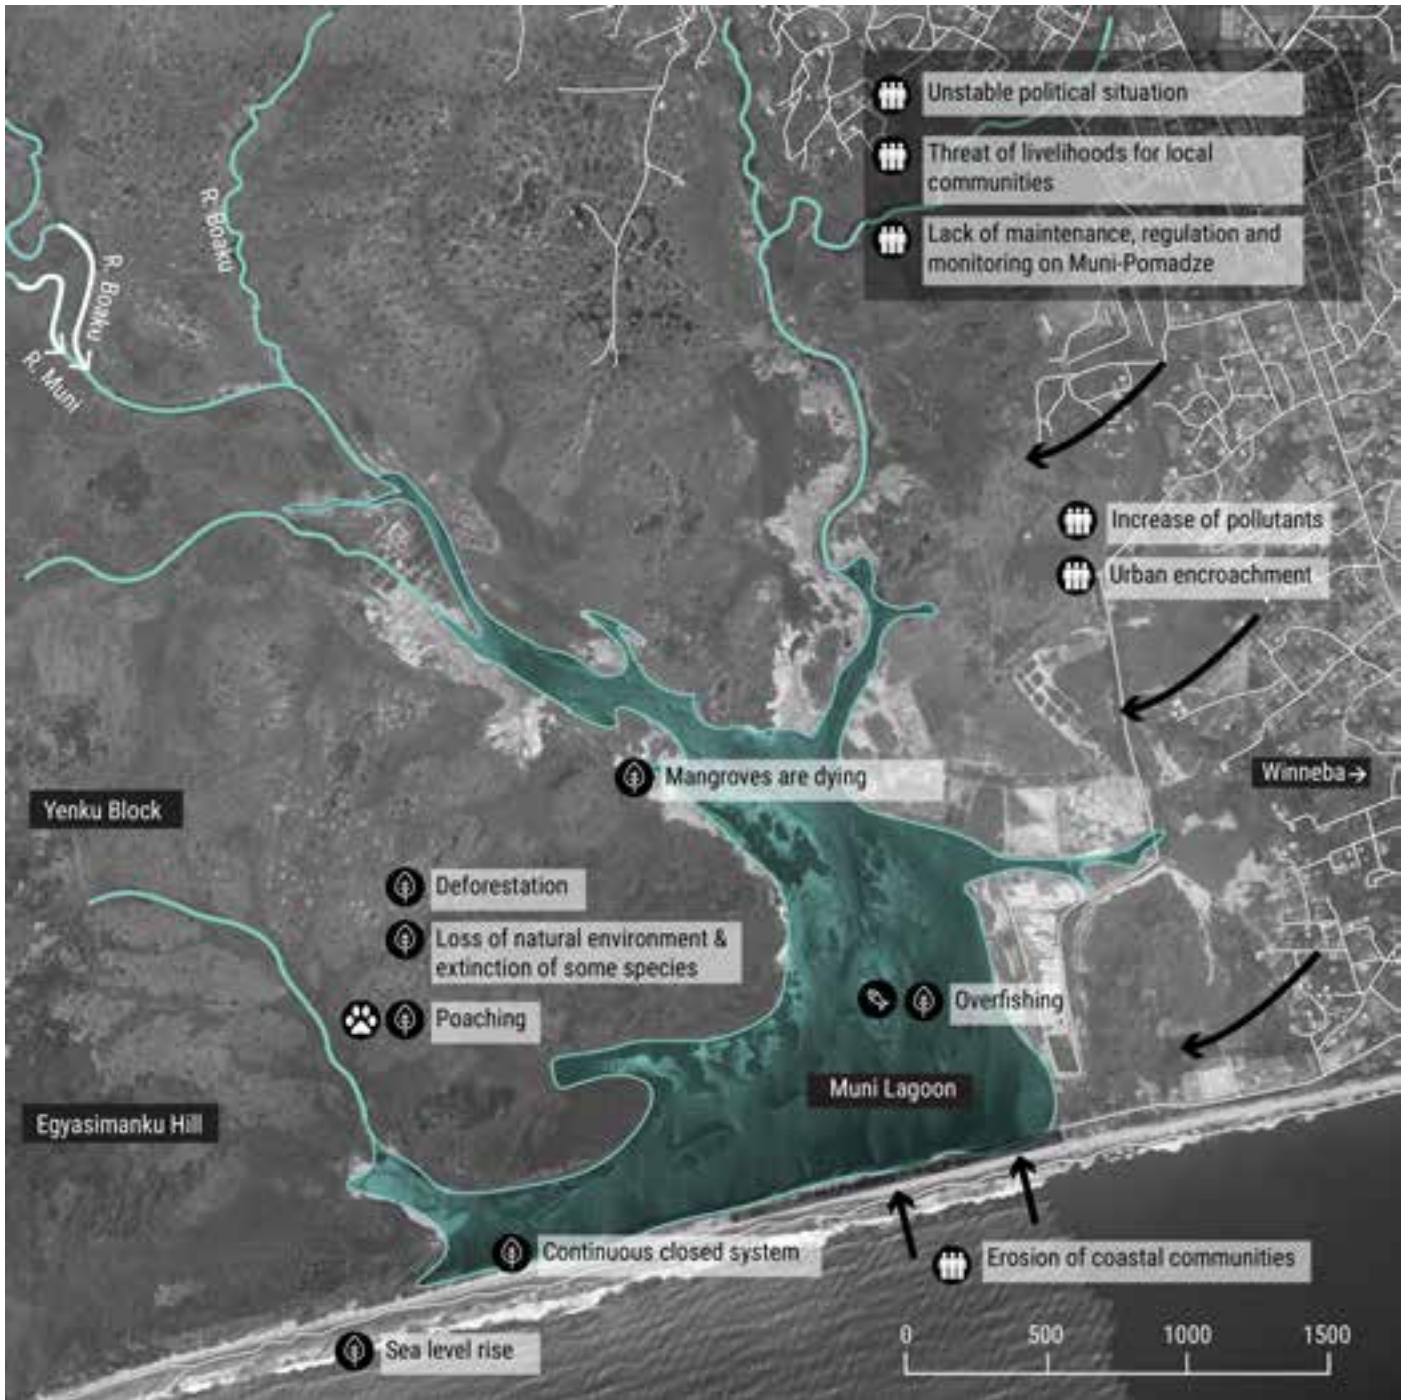 Unstable political situation
Threat of livelihoods for local
communities
Lack of maintenance, regulation and
monitoring on Muni-Pomadze
R. Boaku
R. Boaku
R. Muni
Increase of pollutants
Urban encroachment
Winneba→
Mangroves are dying
Yenku Block
Deforestation
Loss of natural environment &
extinction of some species
Poaching
Overfishing
Muni Lagoon
Egyasimanku Hill
Continuous closed system
Erosion of coastal communities
0 500 1000 1500
Sea level rise